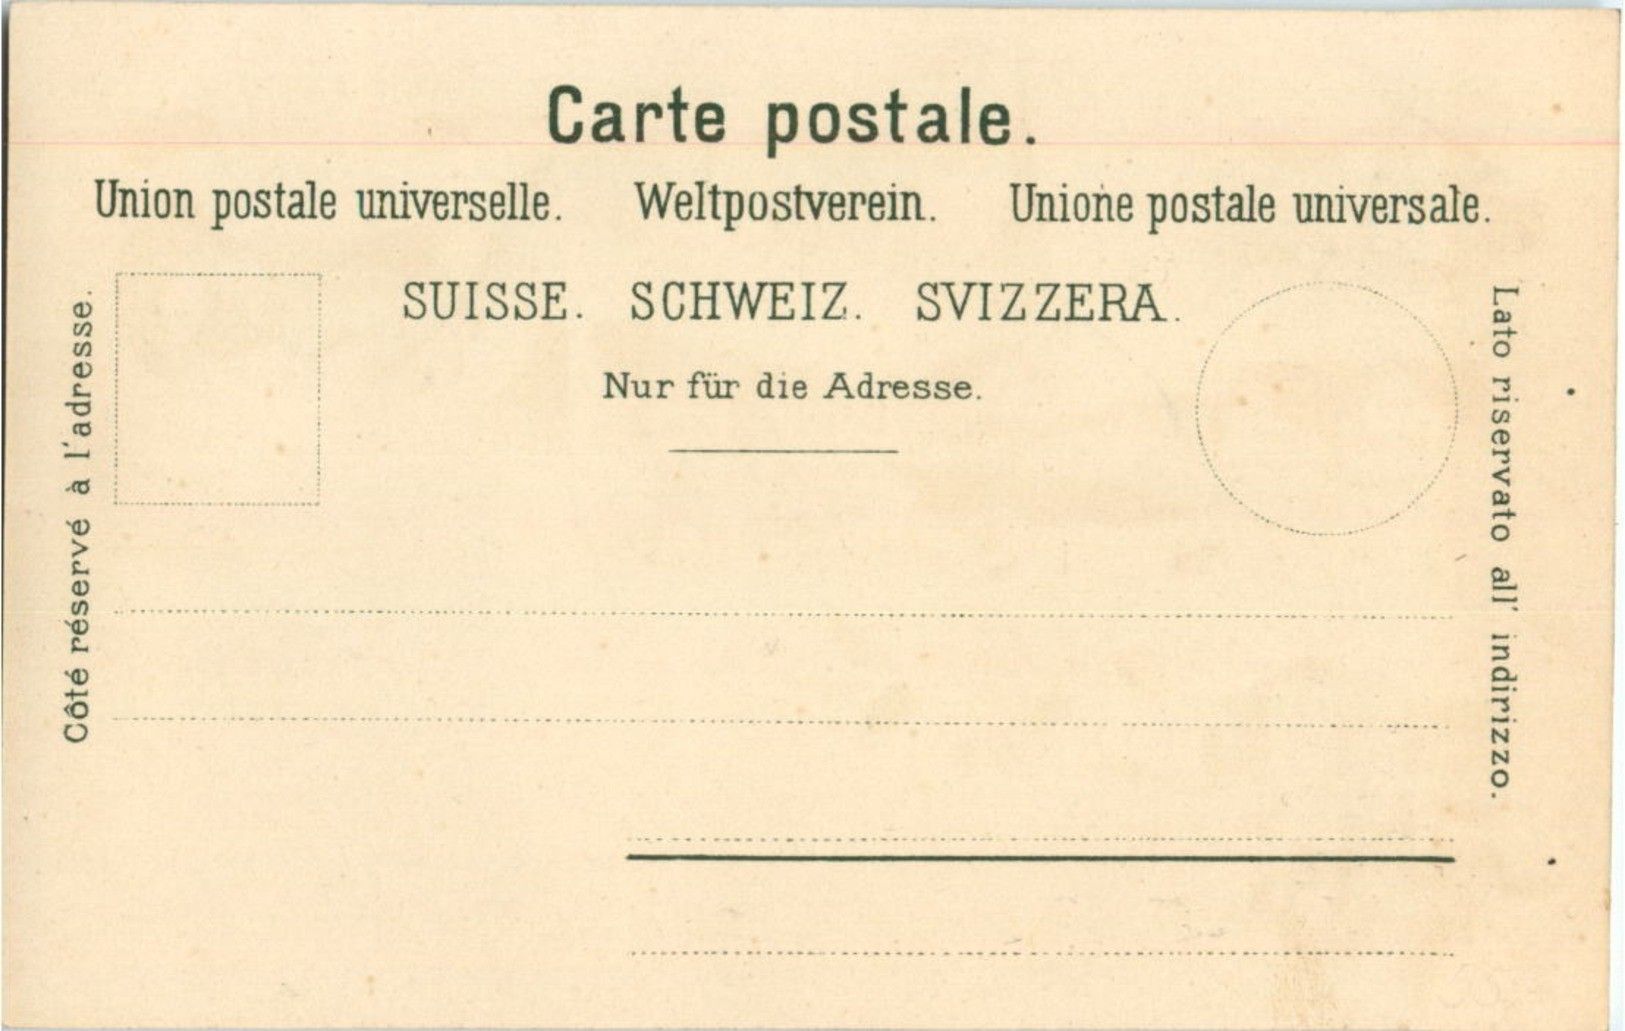 Carte postale.
Union postale universelle. Weltpostverein. Unione postale universale.
SUISSE. SCHWEIZ. SVIZZERA.
Nur für die Adresse.
Côté réservé à l'adresse.
Lato riservato all' indirizzo.